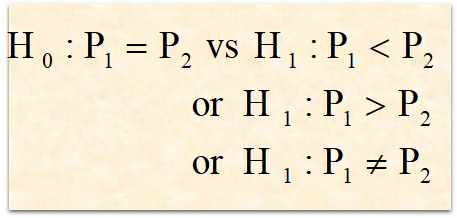 H₀ : P₁ = P₂ vs H₁ : P₁ < P₂
or H₁ : P₁ > P₂
or H₁ : P₁ ≠ P₂